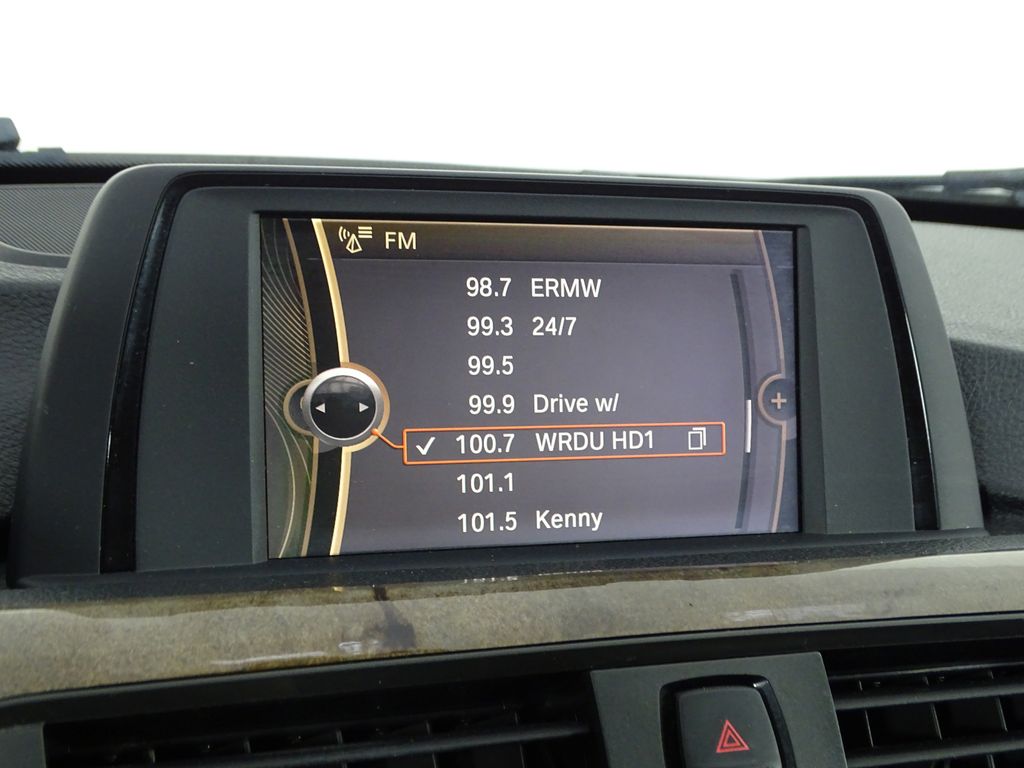 FM
98.7 ERMW
99.3 24/7
99.5
99.9 Drive w/
✓ 100.7 WRDU HD1
101.1
101.5 Kenny